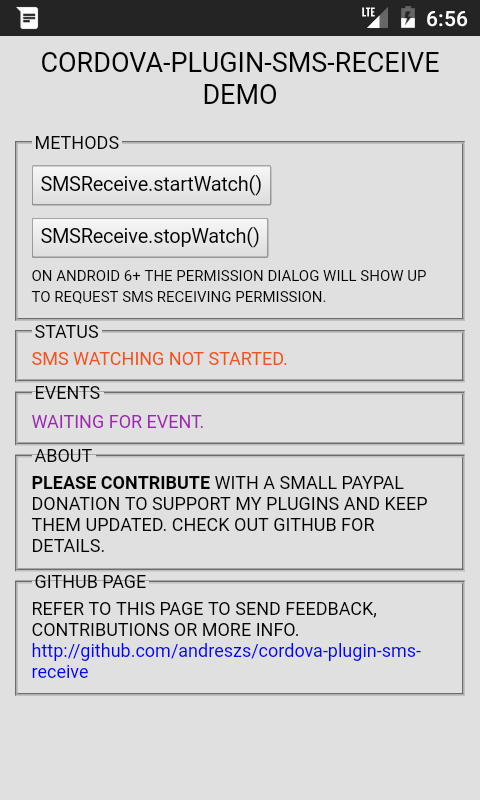 LTE 6:56
CORDOVA-PLUGIN-SMS-RECEIVE
DEMO
METHODS
SMSReceive.startWatch()
SMSReceive.stopWatch()
ON ANDROID 6+ THE PERMISSION DIALOG WILL SHOW UP
TO REQUEST SMS RECEIVING PERMISSION.
STATUS
SMS WATCHING NOT STARTED.
EVENTS
WAITING FOR EVENT.
ABOUT
PLEASE CONTRIBUTE WITH A SMALL PAYPAL
DONATION TO SUPPORT MY PLUGINS AND KEEP
THEM UPDATED. CHECK OUT GITHUB FOR
DETAILS.
GITHUB PAGE
REFER TO THIS PAGE TO SEND FEEDBACK,
CONTRIBUTIONS OR MORE INFO.
http://github.com/andreszs/cordova-plugin-sms-
receive